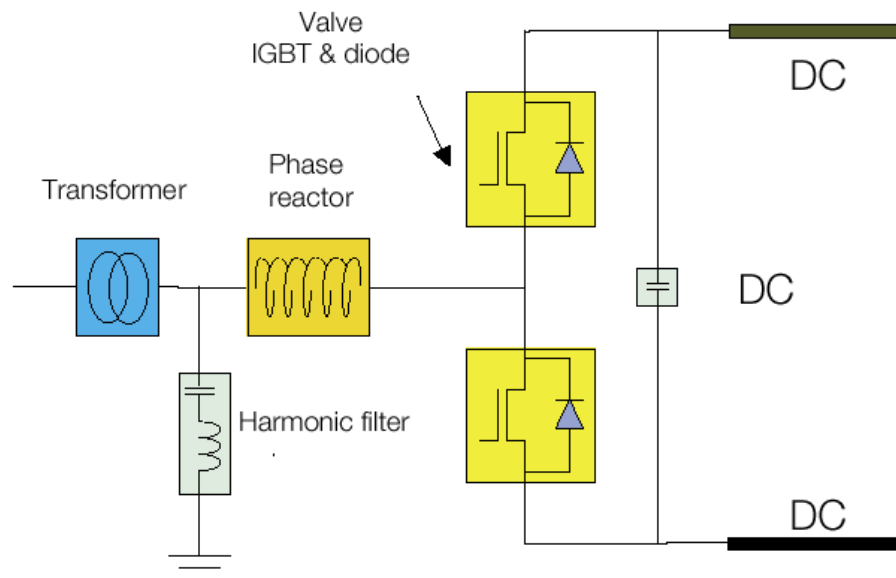 Valve
IGBT & diode
DC
Phase
reactor
Transformer
DC
Harmonic filter
DC